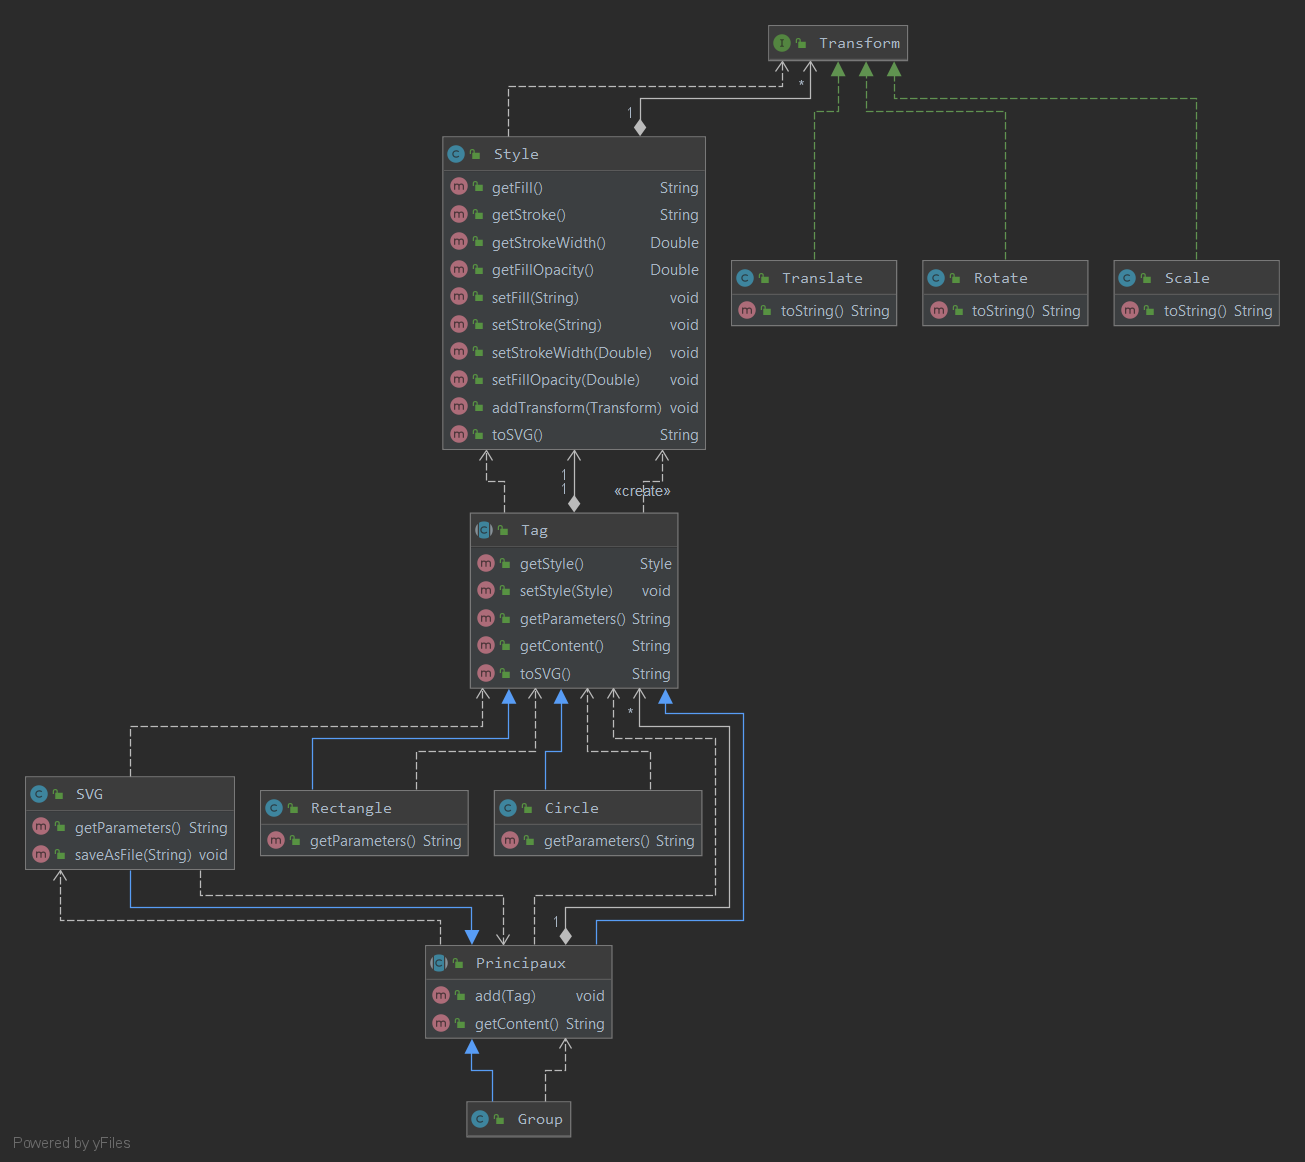 Transform
*
1
Style
getFill() String
getStroke() String
getStrokeWidth() Double
getFillOpacity() Double
setFill(String) void
setStroke(String) void
setStrokeWidth(Double) void
setFillOpacity(Double) void
addTransform(Transform) void
toSVG() String
Translate
toString() String
Rotate
toString() String
Scale
toString() String
1
1
«create»
Tag
getStyle() Style
setStyle(Style) void
getParameters() String
getContent() String
toSVG() String
*
SVG
getParameters() String
saveAsFile(String) void
Rectangle
getParameters() String
Circle
getParameters() String
1
Principaux
add(Tag) void
getContent() String
Group
Powered by yFiles